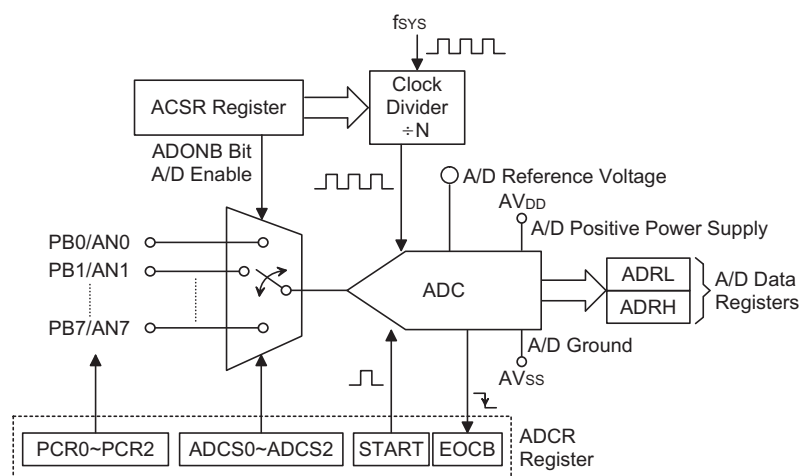 fSYS
Clock
Divider
÷N
ACSR Register
ADONB Bit
A/D Enable
A/D Reference Voltage
AVDD
A/D Positive Power Supply
PB0/AN0
PB1/AN1
PB7/AN7
ADC
ADRL
ADRH
A/D Data
Registers
A/D Ground
AVSS
PCR0~PCR2
ADCS0~ADCS2
START
EOCB
ADCR
Register